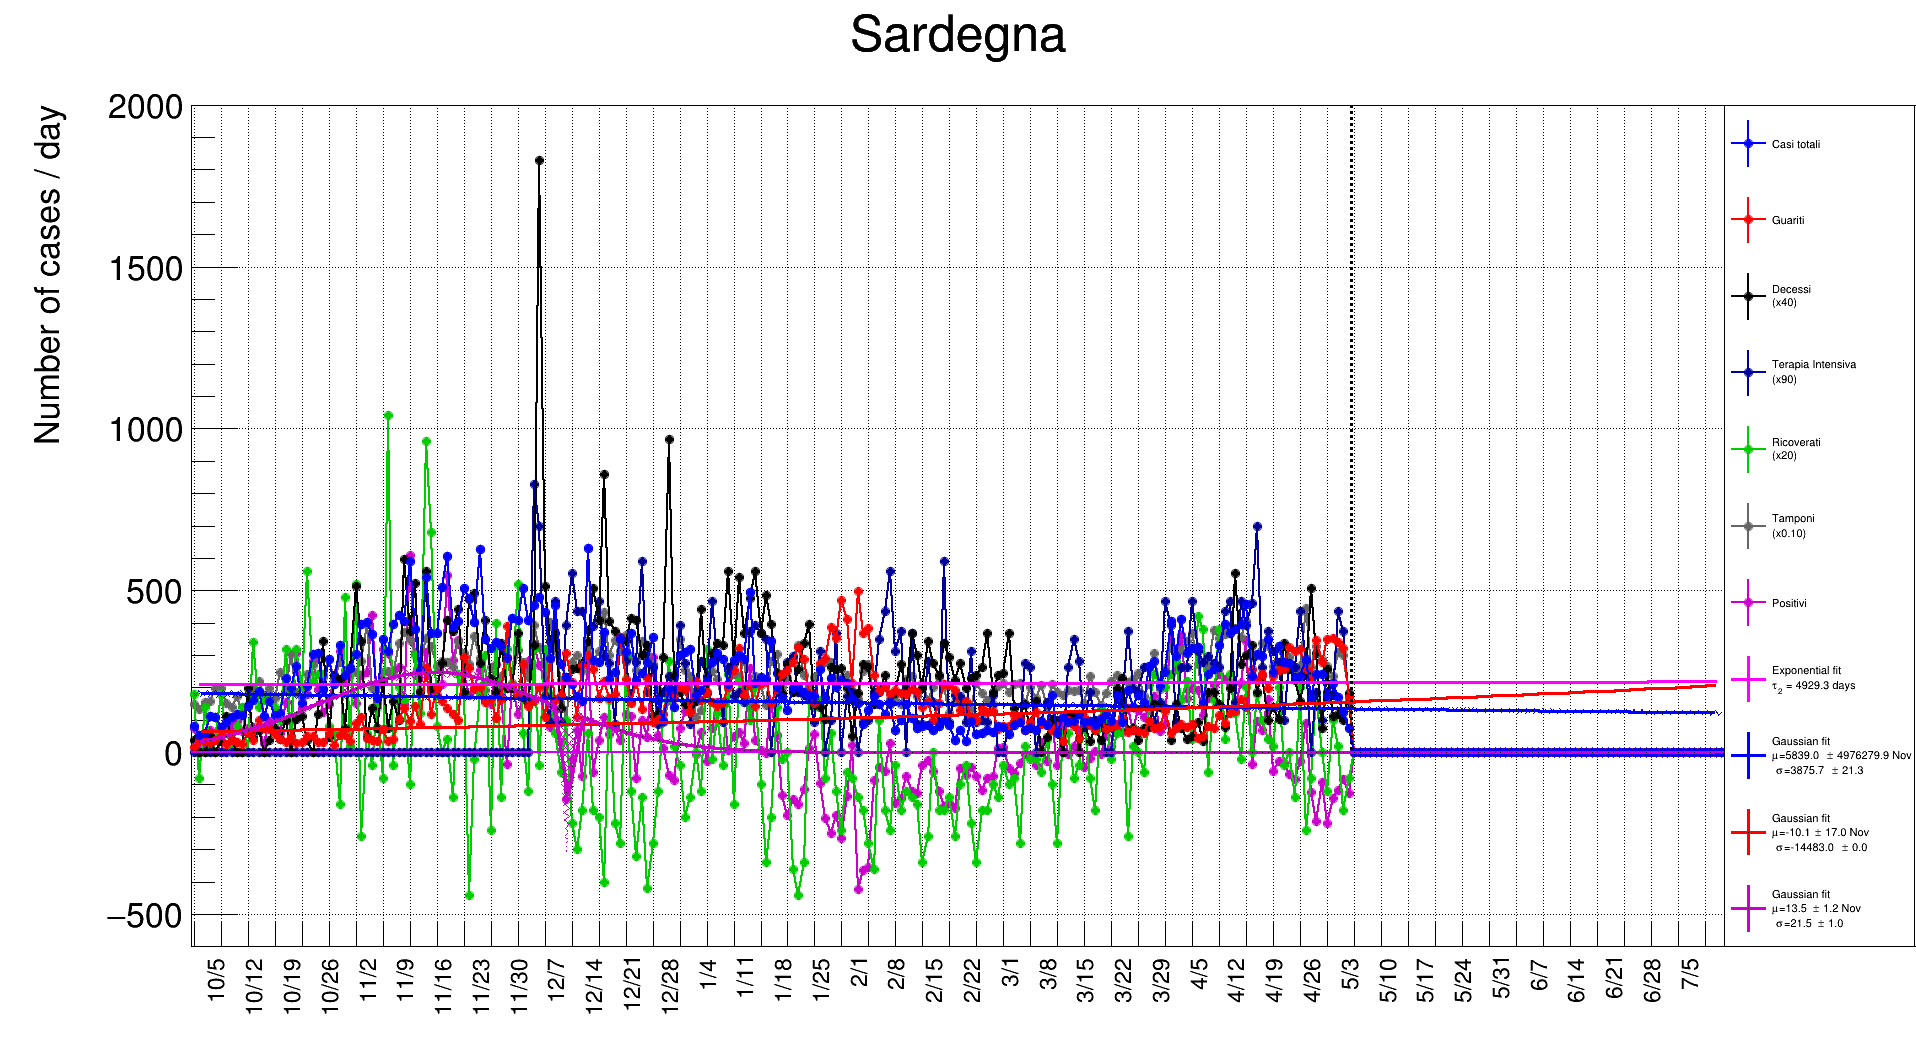 Sardegna
Number of cases / day
2000
1500
1000
500
0
−500
10/5 10/12 10/19 10/26 11/2 11/9 11/16 11/23 11/30 12/7 12/14 12/21 12/28 1/4 1/11 1/18 1/25 2/1 2/8 2/15 2/22 3/1 3/8 3/15 3/22 3/29 4/5 4/12 4/19 4/26 5/3 5/10 5/17 5/24 5/31 6/7 6/14 6/21 6/28 7/5
Casi totali
Guariti
Decessi
(x40)
Terapia Intensiva
(x90)
Ricoverati
(x20)
Tamponi
(x0.10)
Positivi
Exponential fit
τ2 = 4929.3 days
Gaussian fit
μ=5839.0 ± 4976279.9 Nov
σ=3875.7 ± 21.3
Gaussian fit
μ=-10.1 ± 17.0 Nov
σ=-14483.0 ± 0.0
Gaussian fit
μ=13.5 ± 1.2 Nov
σ=21.5 ± 1.0